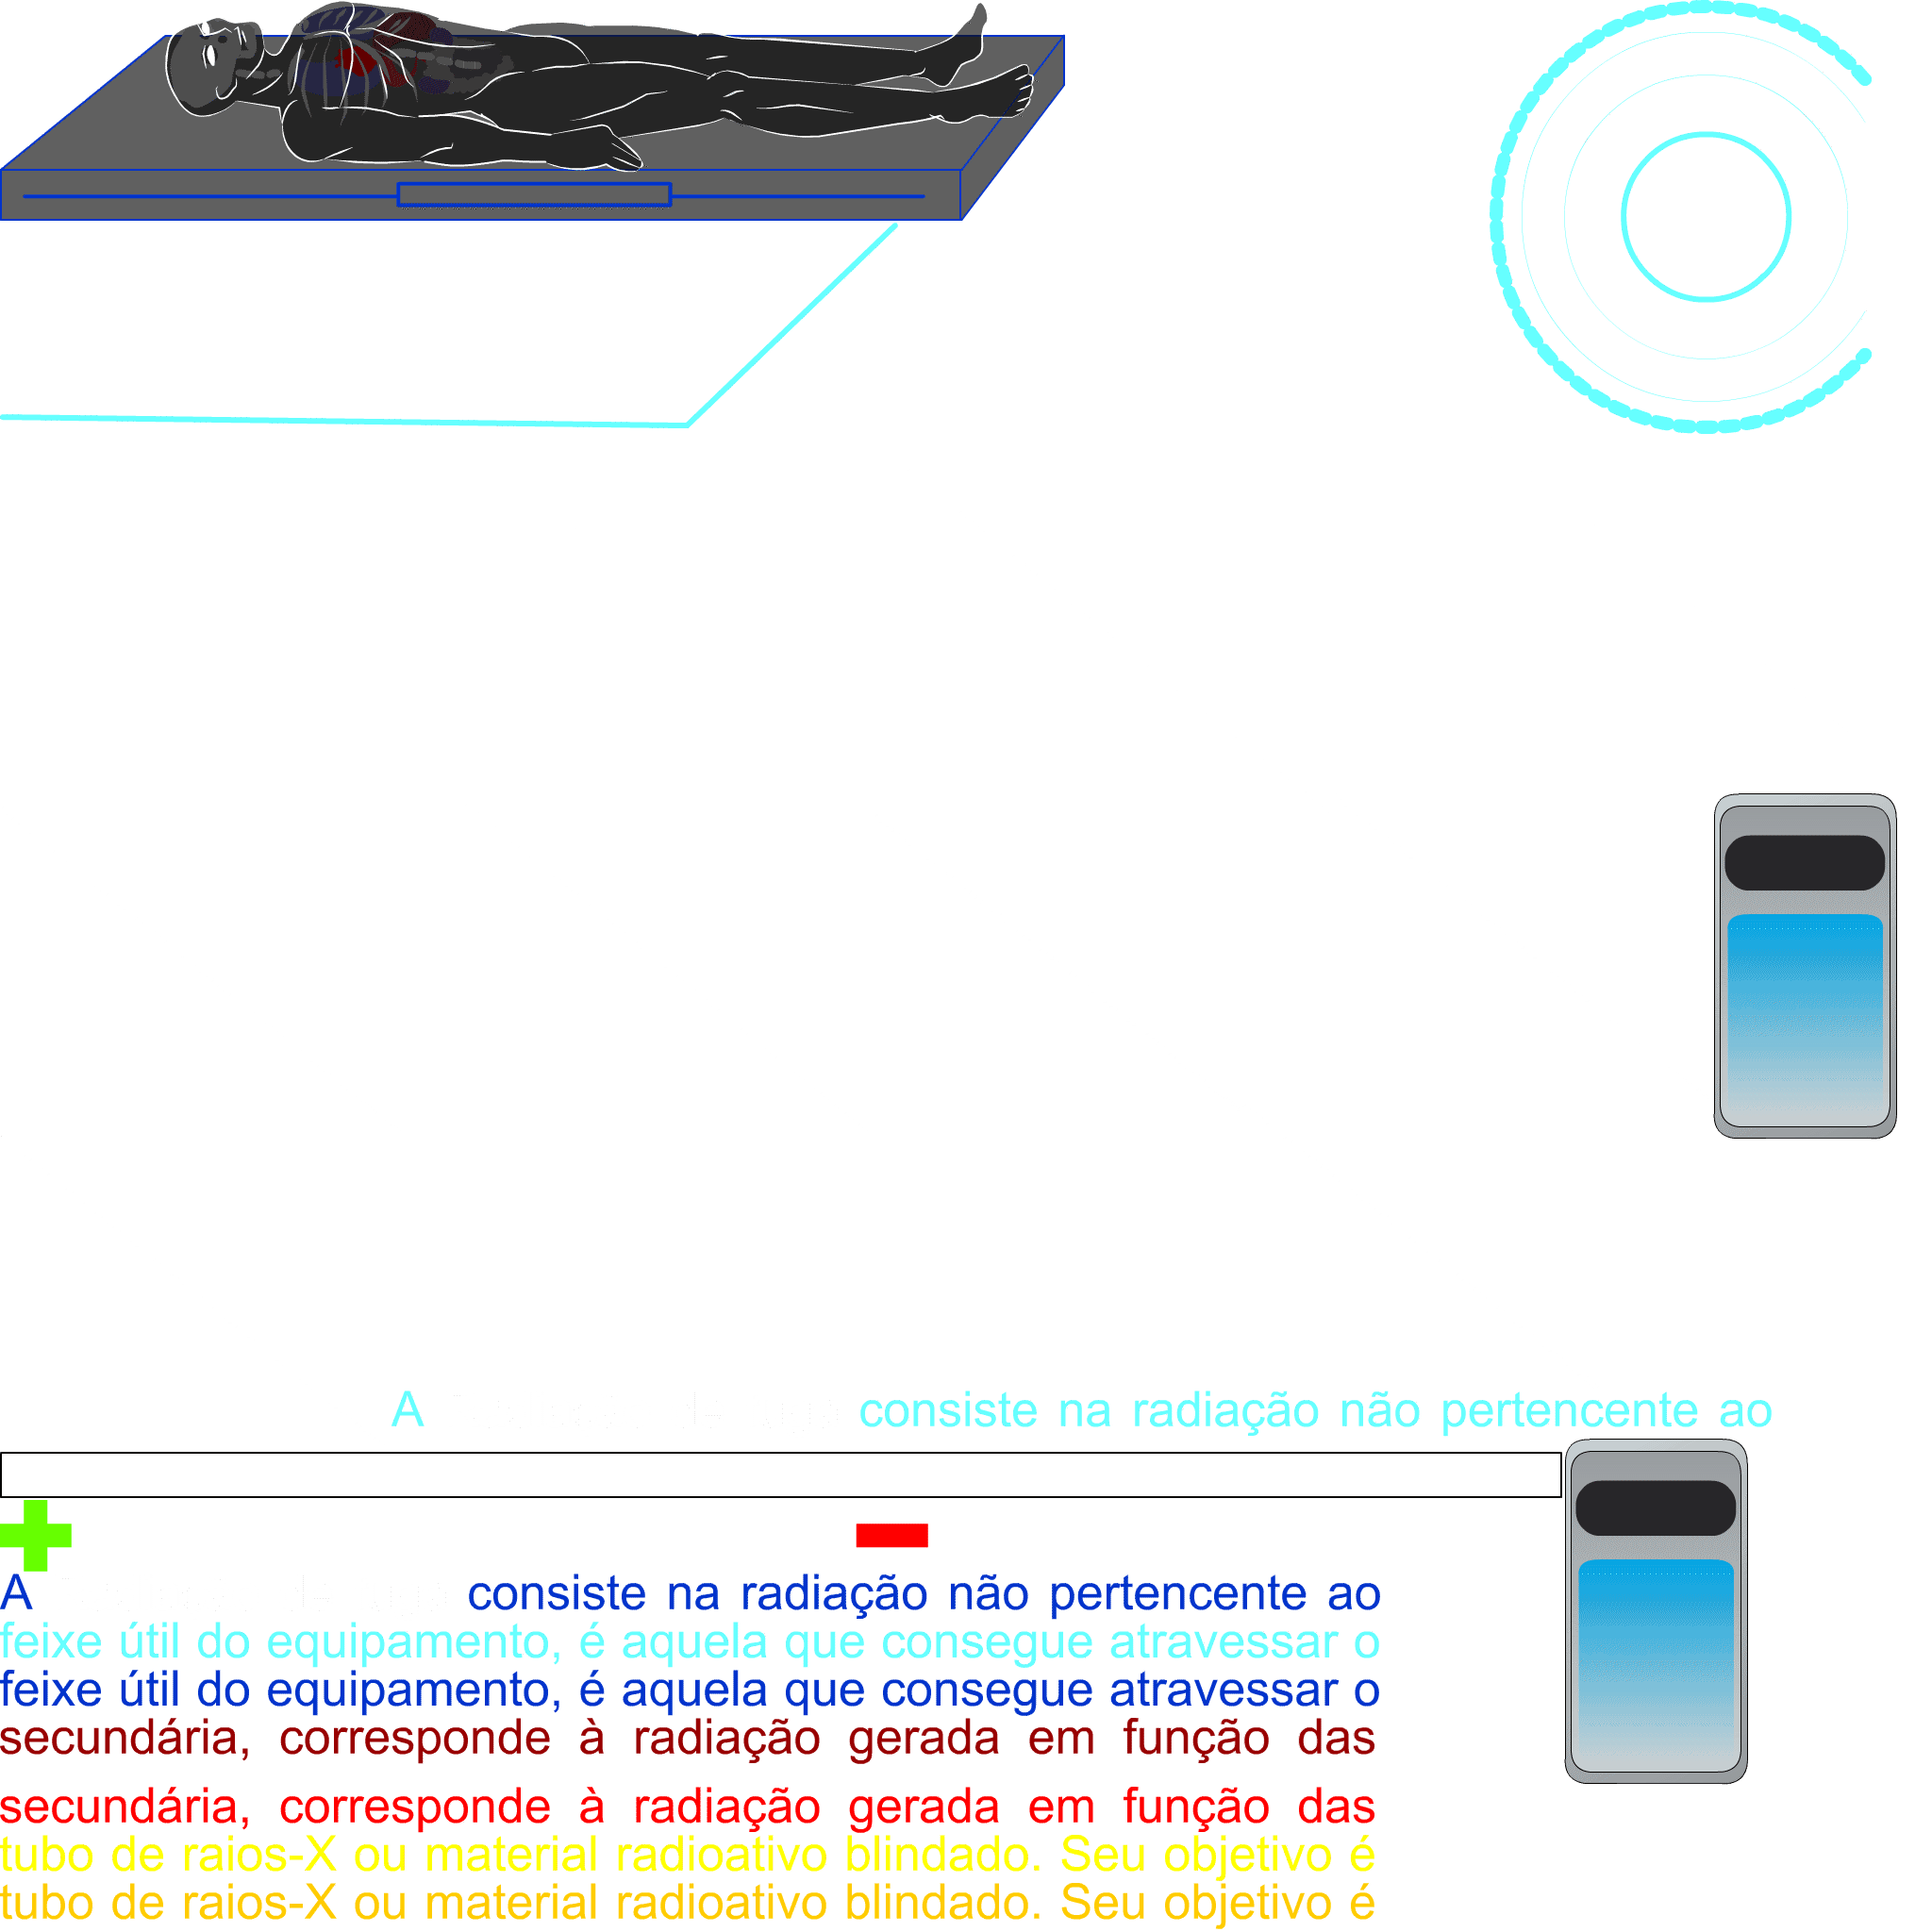 A consiste na radiação não pertencente ao
A consiste na radiação não pertencente ao
feixe útil do equipamento, é aquela que consegue atravessar o
feixe útil do equipamento, é aquela que consegue atravessar o
secundária, corresponde à radiação gerada em função das
secundária, corresponde à radiação gerada em função das
tubo de raios-X ou material radioativo blindado. Seu objetivo é
tubo de raios-X ou material radioativo blindado. Seu objetivo é